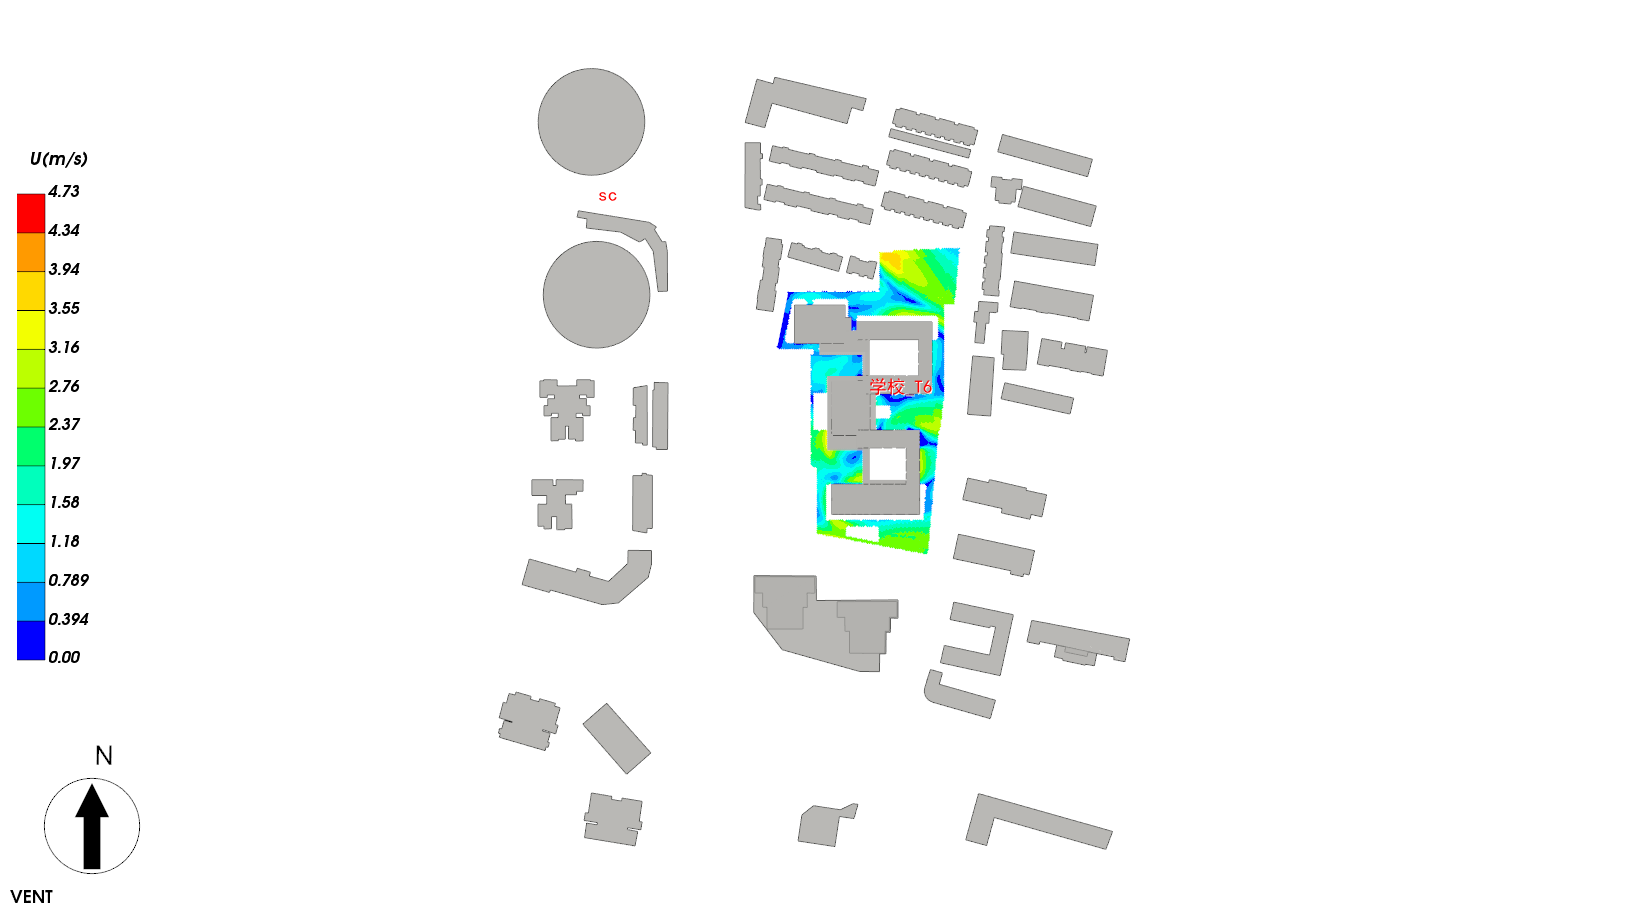 U(m/s)
4.73
4.34
3.94
3.55
3.16
2.76
2.37
1.97
1.58
1.18
0.789
0.394
0.00
sc
学校_T6
N
VENT